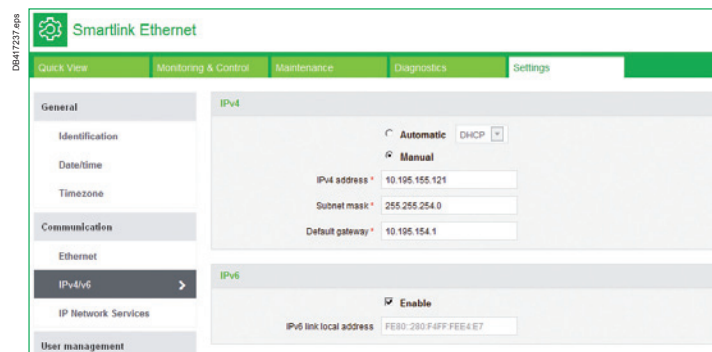 DB417237.eps
Smartlink Ethernet
Quick View Monitoring & Control Maintenance Diagnostics Settings
General
Identification
Date/time
Timezone
Communication
Ethernet
IPv4/v6
IP Network Services
User management
IPv4
Automatic DHCP
Manual
IPv4 address * 10.195.155.121
Subnet mask * 255.255.254.0
Default gateway * 10.195.154.1
IPv6
Enable
IPv6 link local address FE80::280:F4FF:FEE4:E7